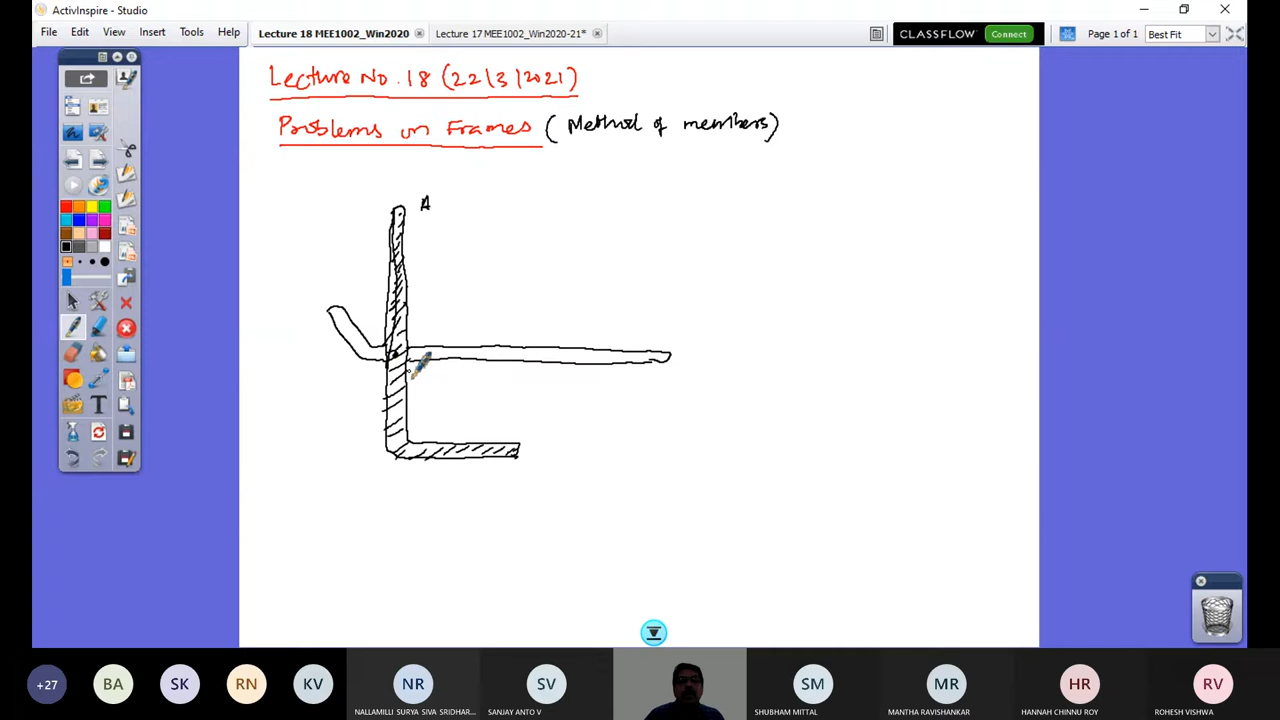 ActivInspire - Studio
File Edit View Insert Tools Help
Lecture 18 MEE1002_Win2020
Lecture 17 MEE1002_Win2020-21*
CLASSFLOW Connect
Page 1 of 1
Best Fit
Lecture No. 18 (22|3|2021)
Problems on Frames (Method of members)
A
T
+27
BA
SK
RN
KV
NR
SV
SM
MR
HR
RV
NALLAMILLI SURYA SIVA SRIDHAR...
SANJAY ANTO V
SHUBHAM MITTAL
MANTHA RAVISHANKAR
HANNAH CHINNU ROY
ROHESH VISHWA